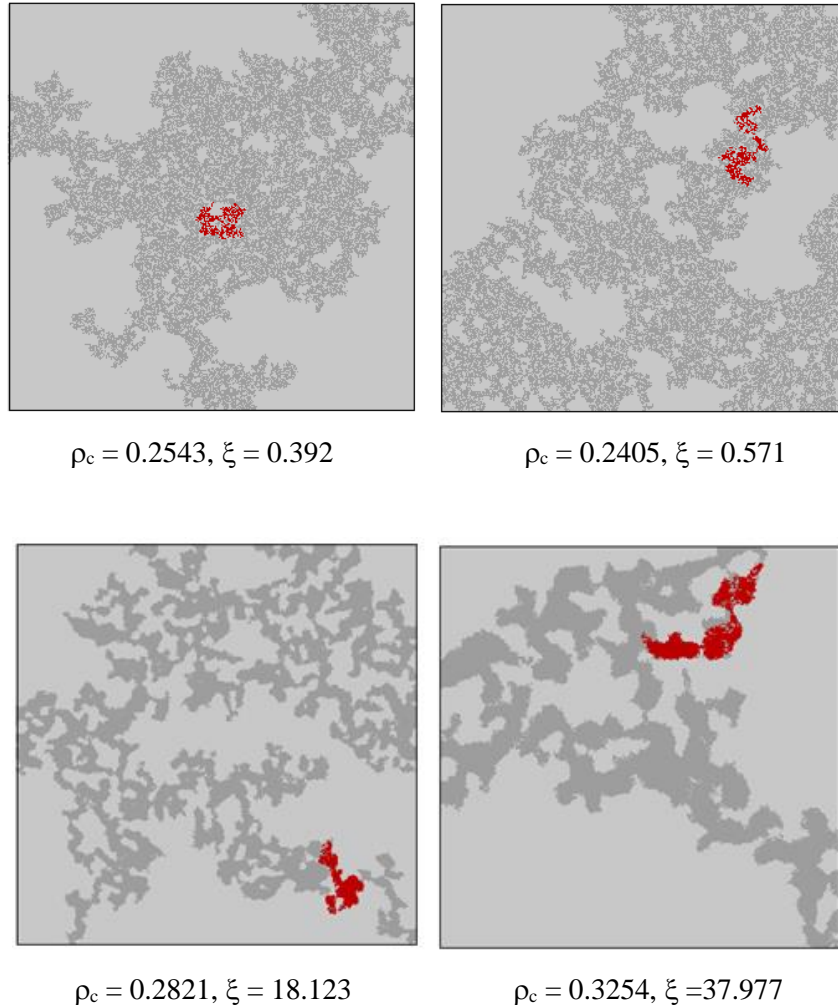 ρc = 0.2543, ξ = 0.392
ρc = 0.2405, ξ = 0.571
ρc = 0.2821, ξ = 18.123
ρc = 0.3254, ξ =37.977